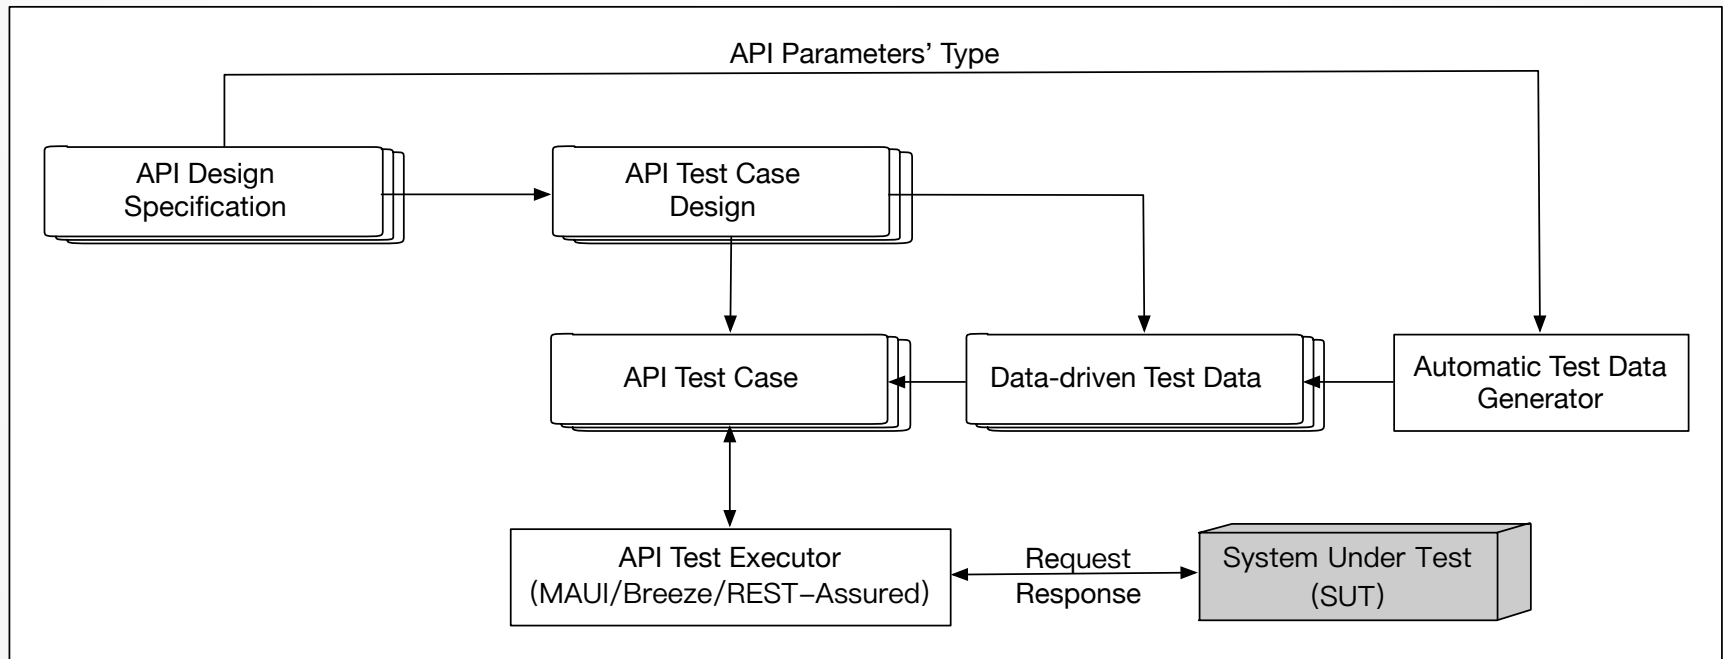 API Parameters’ Type
API Design
Specification
API Test Case
Design
API Test Case
Data-driven Test Data
Automatic Test Data
Generator
API Test Executor
(MAUI/Breeze/REST–Assured)
Request
Response
System Under Test
(SUT)